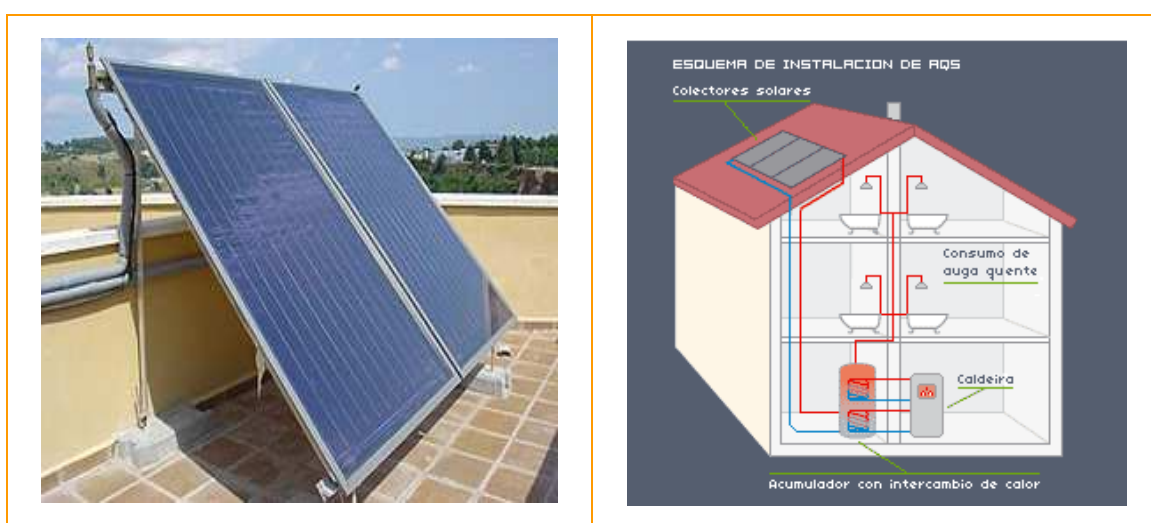 ESQUEMA DE INSTALACION DE AQS
Colectores solares
Consumo de
auga quente
Caldeira
Acumulador con intercambio de calor